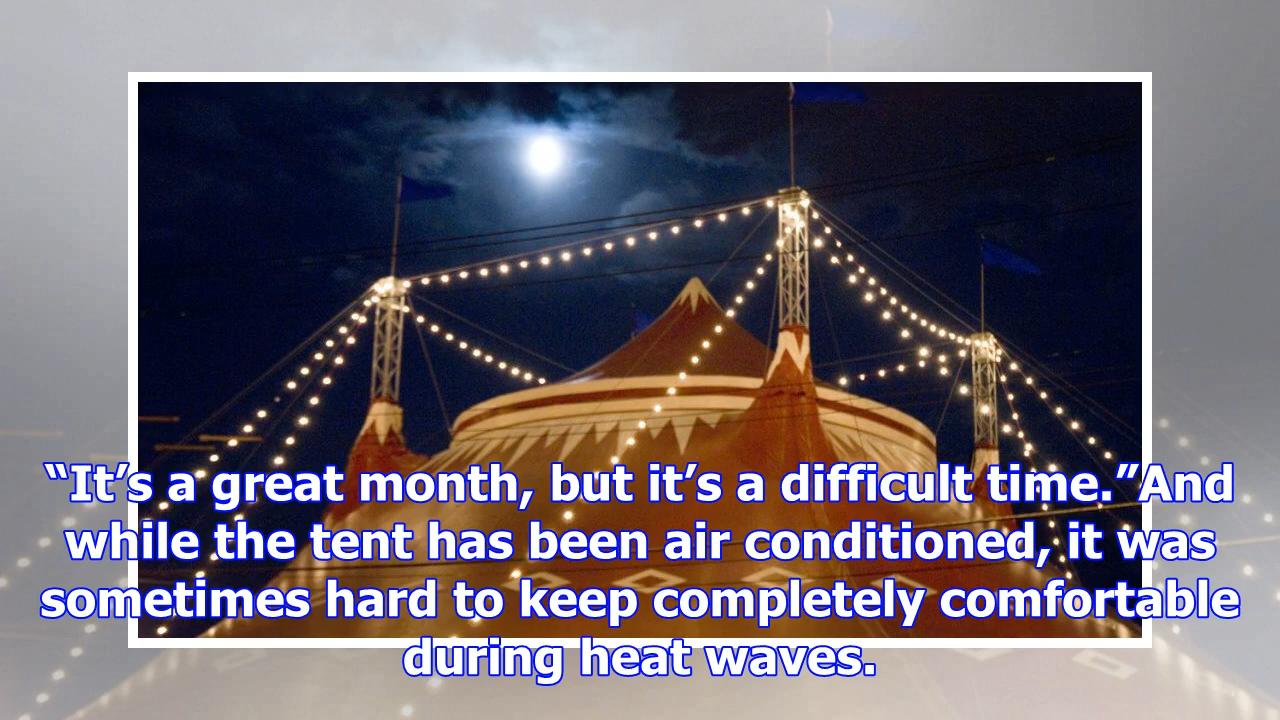 “It’s a great month, but it’s a difficult time.”And
while the tent has been air conditioned, it was
sometimes hard to keep completely comfortable
during heat waves.